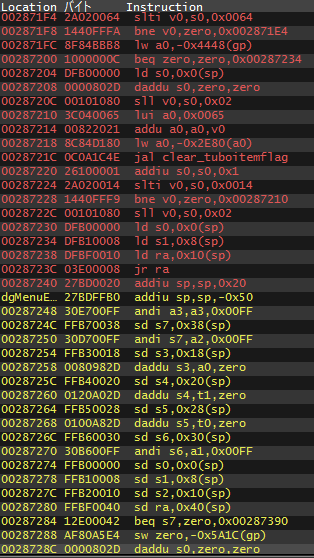 Location バイト Instruction
002871F4 2A020064 slti v0,s0,0x0064
002871F8 1440FFFA bne v0,zero,0x002871E4
002871FC 8F84BBB8 lw a0,-0x4448(gp)
00287200 1000000C beq zero,zero,0x00287234
00287204 DFB00000 ld s0,0x0(sp)
00287208 0000802D daddu s0,zero,zero
0028720C 00101080 sll v0,s0,0x02
00287210 3C040065 lui a0,0x0065
00287214 00822021 addu a0,a0,v0
00287218 8C84D180 lw a0,-0x2E80(a0)
0028721C 0C0A1C4E jal clear_tuboitemflag
00287220 26100001 addiu s0,s0,0x1
00287224 2A020014 slti v0,s0,0x0014
00287228 1440FFF9 bne v0,zero,0x00287210
0028722C 00101080 sll v0,s0,0x02
00287230 DFB00000 ld s0,0x0(sp)
00287234 DFB10008 ld s1,0x8(sp)
00287238 DFBF0010 ld ra,0x10(sp)
0028723C 03E00008 jr ra
00287240 27BD0020 addiu sp,sp,0x20
dgMenuE… 27BDFFB0 addiu sp,sp,-0x50
00287248 30E700FF andi a3,a3,0x00FF
0028724C FFB70038 sd s7,0x38(sp)
00287250 30D700FF andi s7,a2,0x00FF
00287254 FFB30018 sd s3,0x18(sp)
00287258 0080982D daddu s3,a0,zero
0028725C FFB40020 sd s4,0x20(sp)
00287260 0120A02D daddu s4,t1,zero
00287264 FFB50028 sd s5,0x28(sp)
00287268 0100A82D daddu s5,t0,zero
0028726C FFB60030 sd s6,0x30(sp)
00287270 30B600FF andi s6,a1,0x00FF
00287274 FFB00000 sd s0,0x0(sp)
00287278 FFB10008 sd s1,0x8(sp)
0028727C FFB20010 sd s2,0x10(sp)
00287280 FFBF0040 sd ra,0x40(sp)
00287284 12E00042 beq s7,zero,0x00287390
00287288 AF80A5E4 sw zero,-0x5A1C(gp)
0028728C 0000802D daddu s0,zero,zero